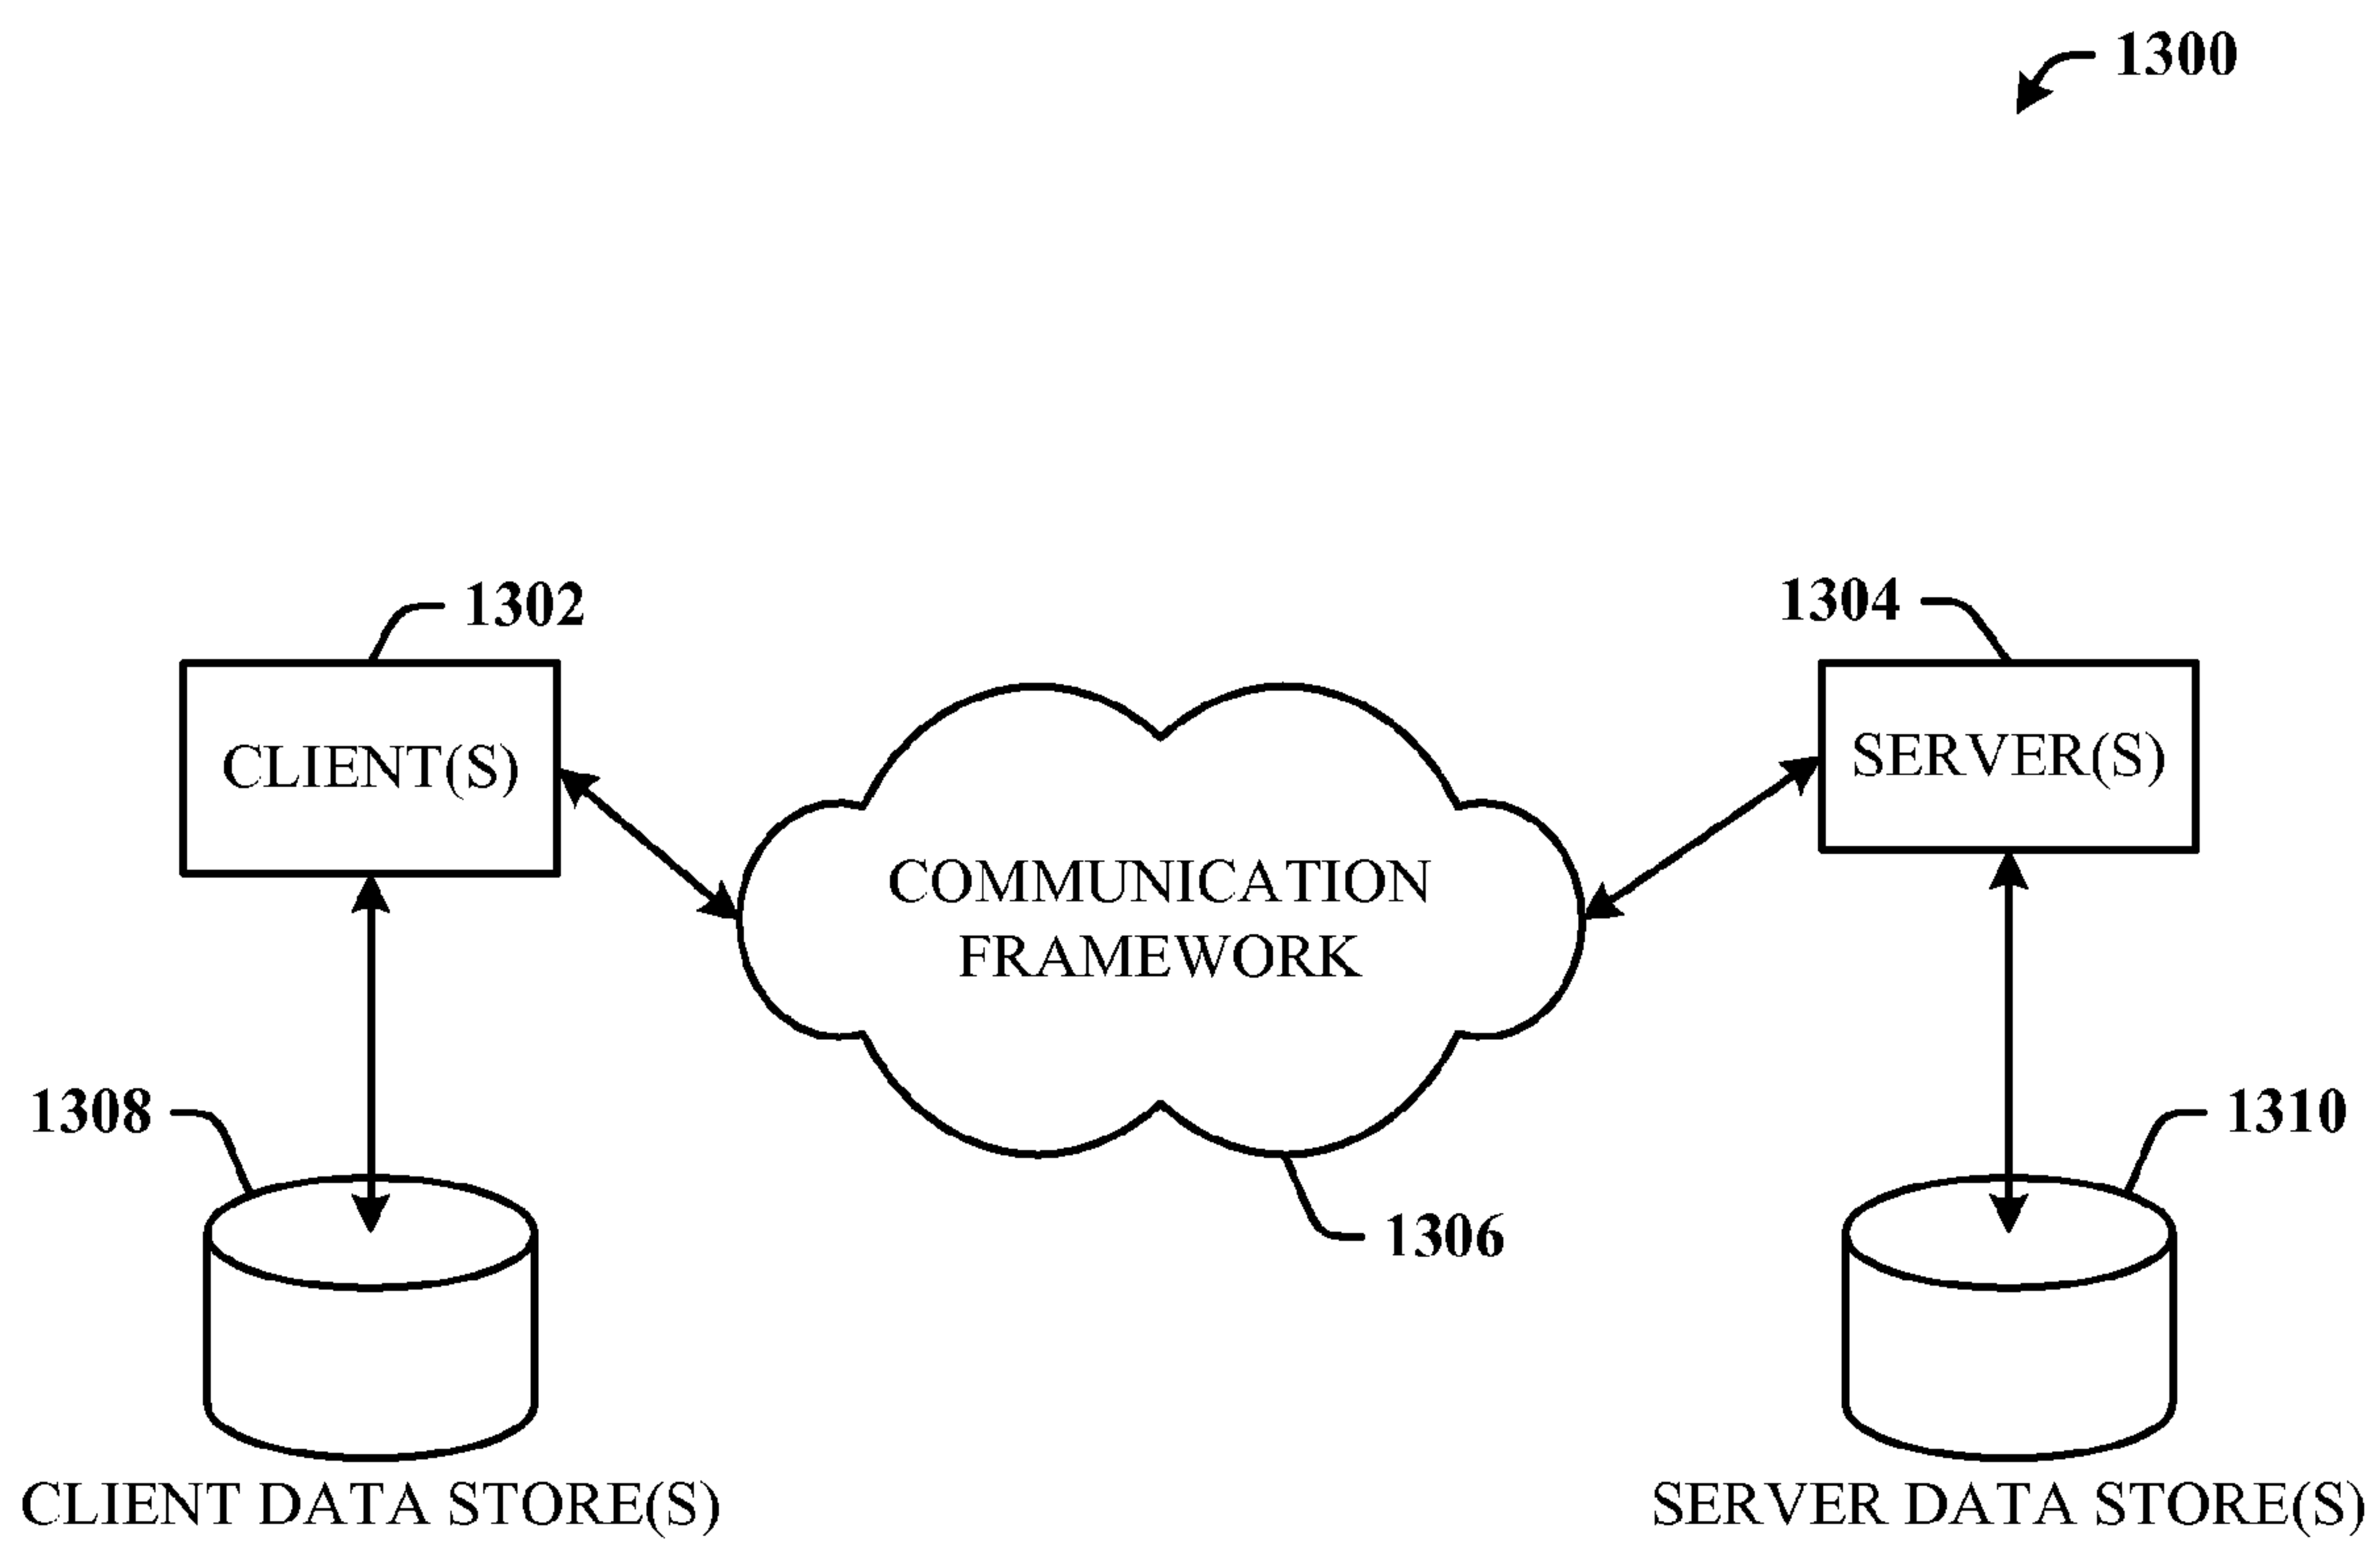 1300
1302
1304
CLIENT(S)
SERVER(S)
COMMUNICATION
FRAMEWORK
1308
1310
1306
CLIENT DATA STORE(S)
SERVER DATA STORE(S)